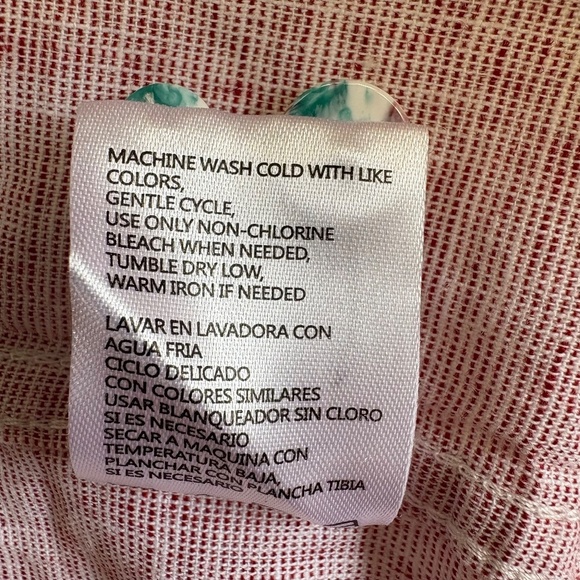 MACHINE WASH COLD WITH LIKE
COLORS,
GENTLE CYCLE,
USE ONLY NON-CHLORINE
BLEACH WHEN NEEDED,
TUMBLE DRY LOW,
WARM IRON IF NEEDED
LAVAR EN LAVADORA CON
AGUA FRIA
CICLO DELICADO
CON COLORES SIMILARES
USAR BLANQUEADOR SIN CLORO
SI ES NECESARIO
SECAR A MAQUINA CON
TEMPERATURA BAJA,
PLANCHAR CON PLANCHA TIBIA
SI ES NECESARIO